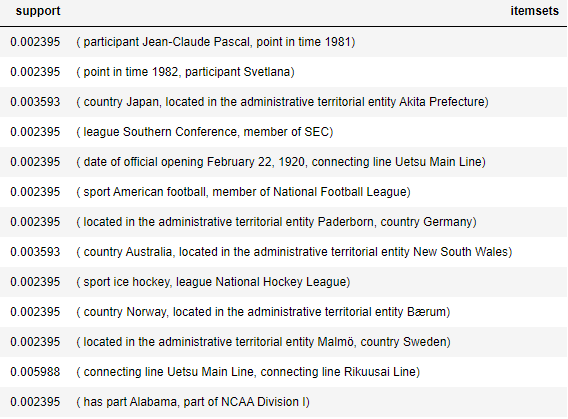 support itemsets
0.002395 ( participant Jean-Claude Pascal, point in time 1981)
0.002395 ( point in time 1982, participant Svetlana)
0.003593 ( country Japan, located in the administrative territorial entity Akita Prefecture)
0.002395 ( league Southern Conference, member of SEC)
0.002395 ( date of official opening February 22, 1920, connecting line Uetsu Main Line)
0.002395 ( sport American football, member of National Football League)
0.002395 ( located in the administrative territorial entity Paderborn, country Germany)
0.003593 ( country Australia, located in the administrative territorial entity New South Wales)
0.002395 ( sport ice hockey, league National Hockey League)
0.002395 ( country Norway, located in the administrative territorial entity Bærum)
0.002395 ( located in the administrative territorial entity Malmö, country Sweden)
0.005988 ( connecting line Uetsu Main Line, connecting line Rikuusai Line)
0.002395 ( has part Alabama, part of NCAA Division I)